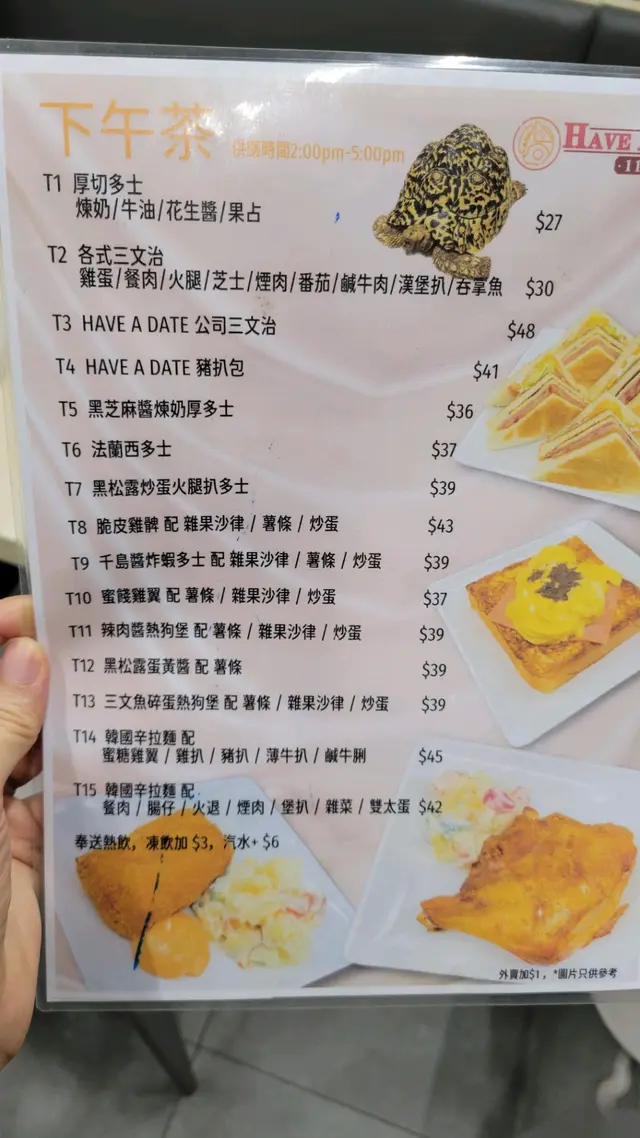 下午茶 供應時間2:00pm-5:00pm
HAVE
T1 厚切多士
煉奶/牛油/花生醬/果占 $27
T2 各式三文治
雞蛋/餐肉/火腿/芝士/煙肉/番茄/鹹牛肉/漢堡扒/吞拿魚 $30
T3 HAVE A DATE 公司三文治 $48
T4 HAVE A DATE 豬扒包 $41
T5 黑芝麻醬煉奶厚多士 $36
T6 法蘭西多士 $37
T7 黑松露炒蛋火腿扒多士 $39
T8 脆皮雞髀 配 雜果沙律 / 薯條 / 炒蛋 $43
T9 千島醬炸蝦多士 配 雜果沙律 / 薯條 / 炒蛋 $39
T10 蜜餞雞翼 配 薯條 / 雜果沙律 / 炒蛋 $37
T11 辣肉醬熱狗堡 配 薯條 / 雜果沙律 / 炒蛋 $39
T12 黑松露蛋黃醬 配 薯條 $39
T13 三文魚碎蛋熱狗堡 配 薯條 / 雜果沙律 / 炒蛋 $39
T14 韓國辛拉麵 配
蜜糖雞翼 / 雞扒 / 豬扒 / 薄牛扒 / 鹹牛脷 $45
T15 韓國辛拉麵 配
餐肉 / 腸仔 / 火退 / 煙肉 / 堡扒 / 雜菜 / 雙太蛋 $42
奉送熱飲，凍飲加 $3，汽水+ $6
外賣加$1，*圖片只供參考